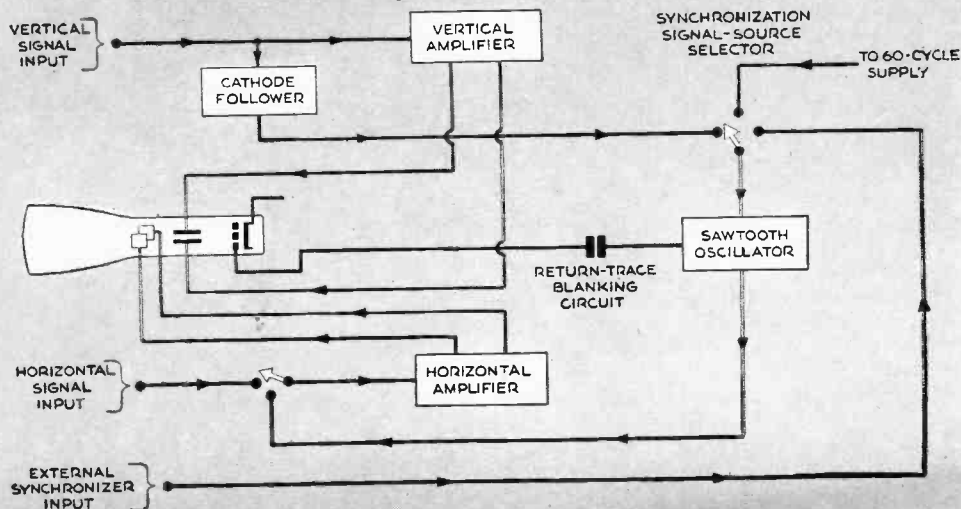 VERTICAL
SIGNAL
INPUT
VERTICAL
AMPLIFIER
SYNCHRONIZATION
SIGNAL-SOURCE
SELECTOR
TO 60-CYCLE
SUPPLY
CATHODE
FOLLOWER
SAWTOOTH
OSCILLATOR
RETURN-TRACE
BLANKING
CIRCUIT
HORIZONTAL
SIGNAL
INPUT
HORIZONTAL
AMPLIFIER
EXTERNAL
SYNCHRONIZER
INPUT